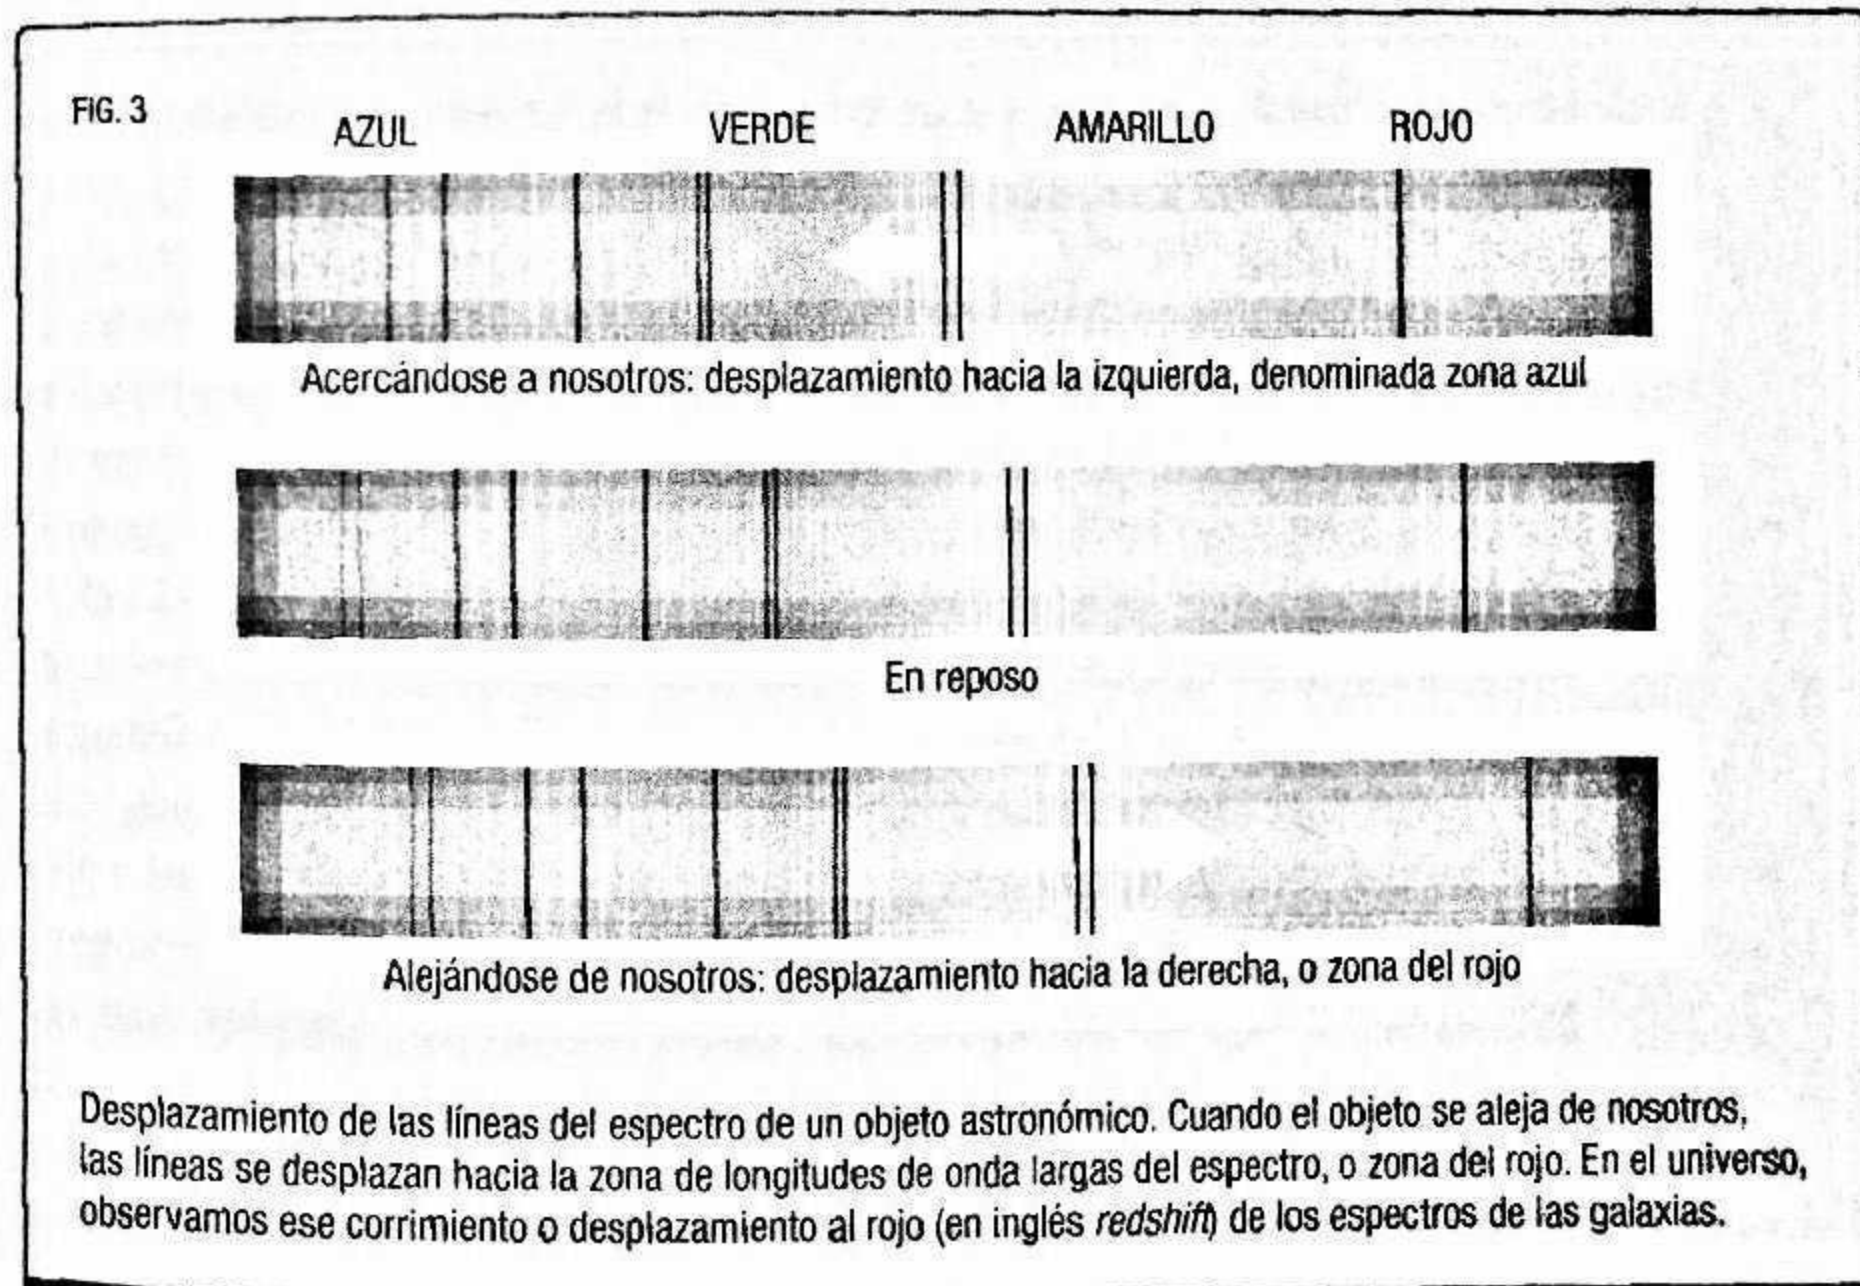 FIG. 3
AZUL VERDE AMARILLO ROJO
Acercándose a nosotros: desplazamiento hacia la izquierda, denominada zona azul
En reposo
Alejándose de nosotros: desplazamiento hacia la derecha, o zona del rojo
Desplazamiento de las líneas del espectro de un objeto astronómico. Cuando el objeto se aleja de nosotros,
las líneas se desplazan hacia la zona de longitudes de onda largas del espectro, o zona del rojo. En el universo,
observamos ese corrimiento o desplazamiento al rojo (en inglés redshift) de los espectros de las galaxias.